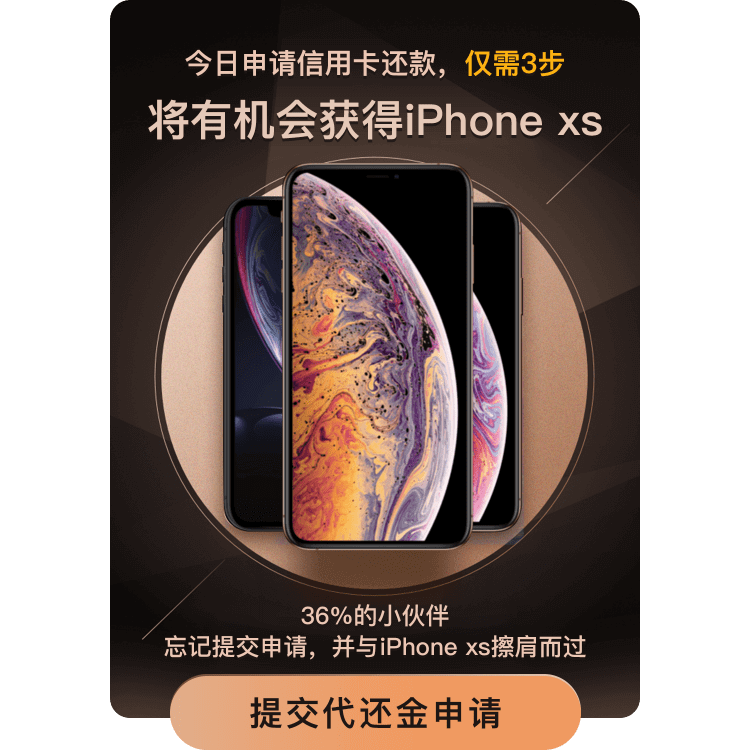 今日申请信用卡还款，仅需3步
将有机会获得iPhone xs
36%的小伙伴
忘记提交申请，并与iPhone xs擦肩而过
提交代还金申请